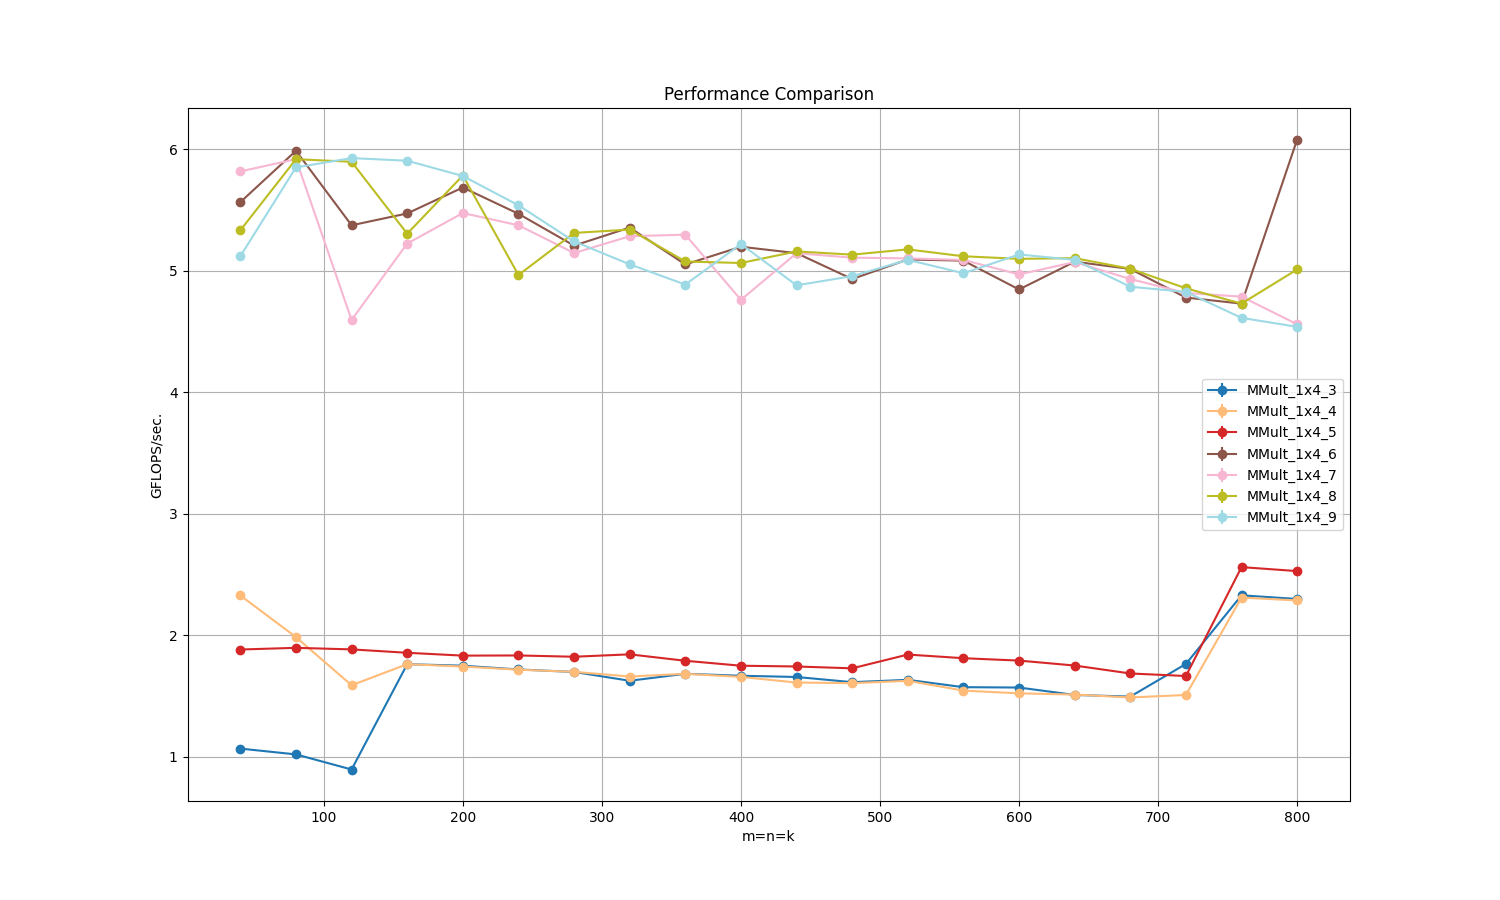 Performance Comparison
6
5
4
3
2
1
GFLOPS/sec.
MMult_1x4_3
MMult_1x4_4
MMult_1x4_5
MMult_1x4_6
MMult_1x4_7
MMult_1x4_8
MMult_1x4_9
100 200 300 400 500 600 700 800
m=n=k